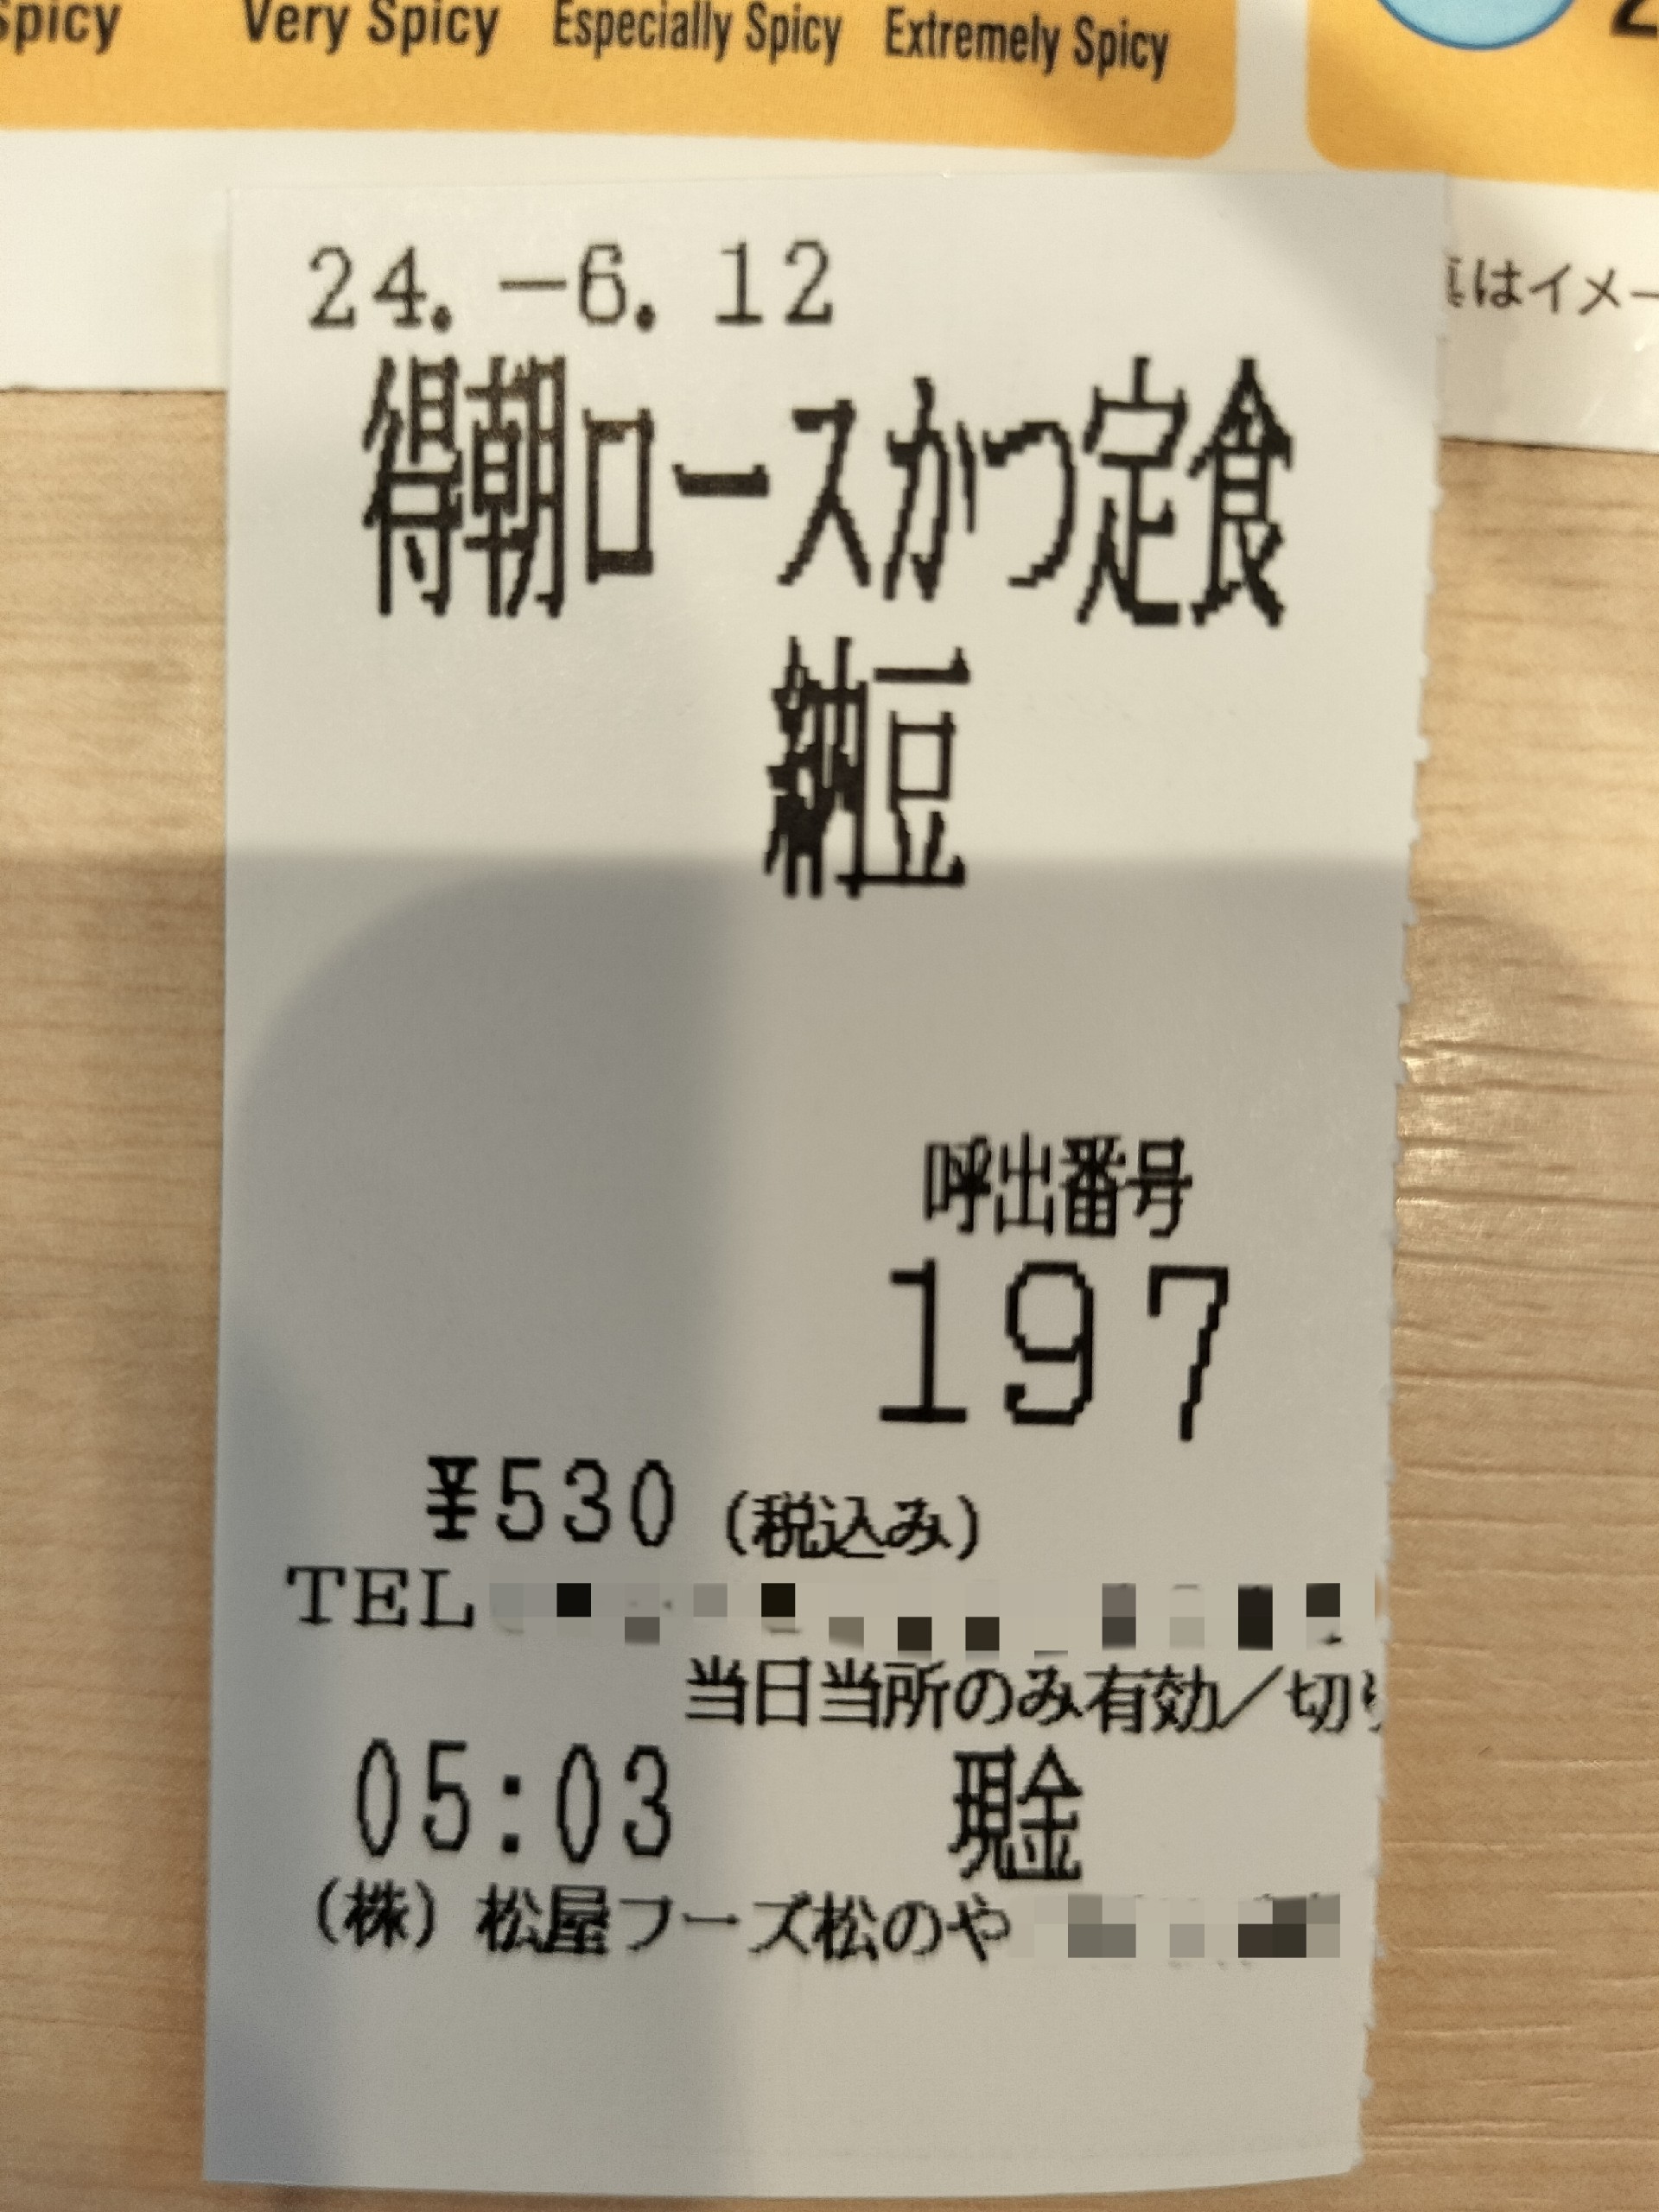 Spicy Very Spicy Especially Spicy Extremely Spicy
はイメー
24.-6.12
得朝ロースかつ定食
納豆
呼出番号
197
¥530 (税込み)
TEL
当日当所のみ有効/切
05:03 現金
(株)松屋フーズ松のや